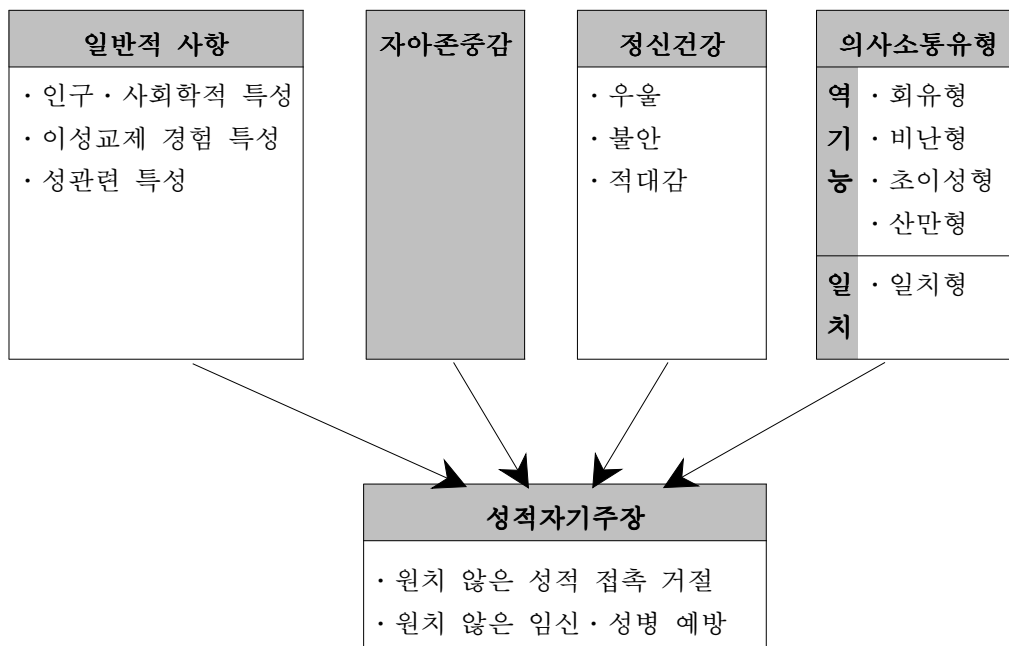 일반적 사항
· 인구 · 사회학적 특성
· 이성교제 경험 특성
· 성관련 특성
자아존중감
정신건강
· 우울
· 불안
· 적대감
의사소통유형
역기능
· 회유형
· 비난형
· 초이성형
· 산만형
일치
· 일치형
성적자기주장
· 원치 않은 성적 접촉 거절
· 원치 않은 임신 · 성병 예방